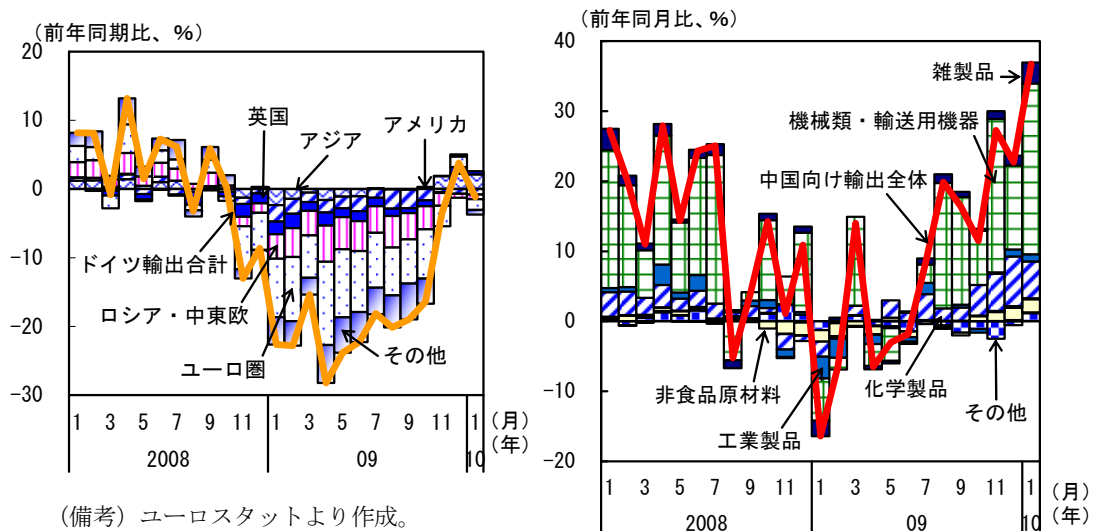 (前年同期比、%)
20
10
0
-10
-20
-30
英国
アジア
アメリカ
ドイツ輸出合計
ロシア・中東欧
ユーロ圏
その他
1 3 5 7 9 11 1 3 5 7 9 11 1 (月)
2008 09 10 (年)
(備考)ユーロスタットより作成。
(前年同月比、%)
40
30
20
10
0
-10
-20
雑製品
機械類・輸送用機器
中国向け輸出全体
非食品原材料
化学製品
工業製品
その他
1 3 5 7 9 11 1 3 5 7 9 11 1 (月)
2008 09 10 (年)